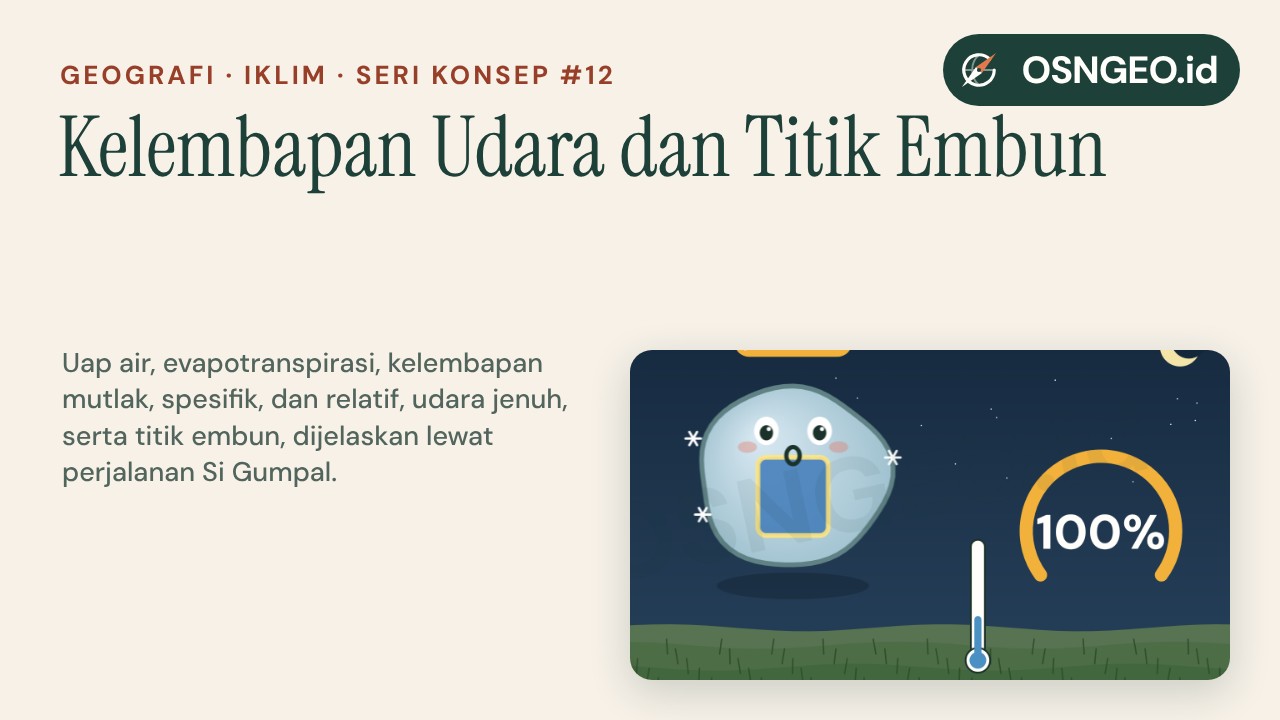 GEOGRAFI · IKLIM · SERI KONSEP #12
OSNGEO.id
Kelembapan Udara dan Titik Embun
Uap air, evapotranspirasi, kelembapan
mutlak, spesifik, dan relatif, udara jenuh,
serta titik embun, dijelaskan lewat
perjalanan Si Gumpal.
SNG
100%